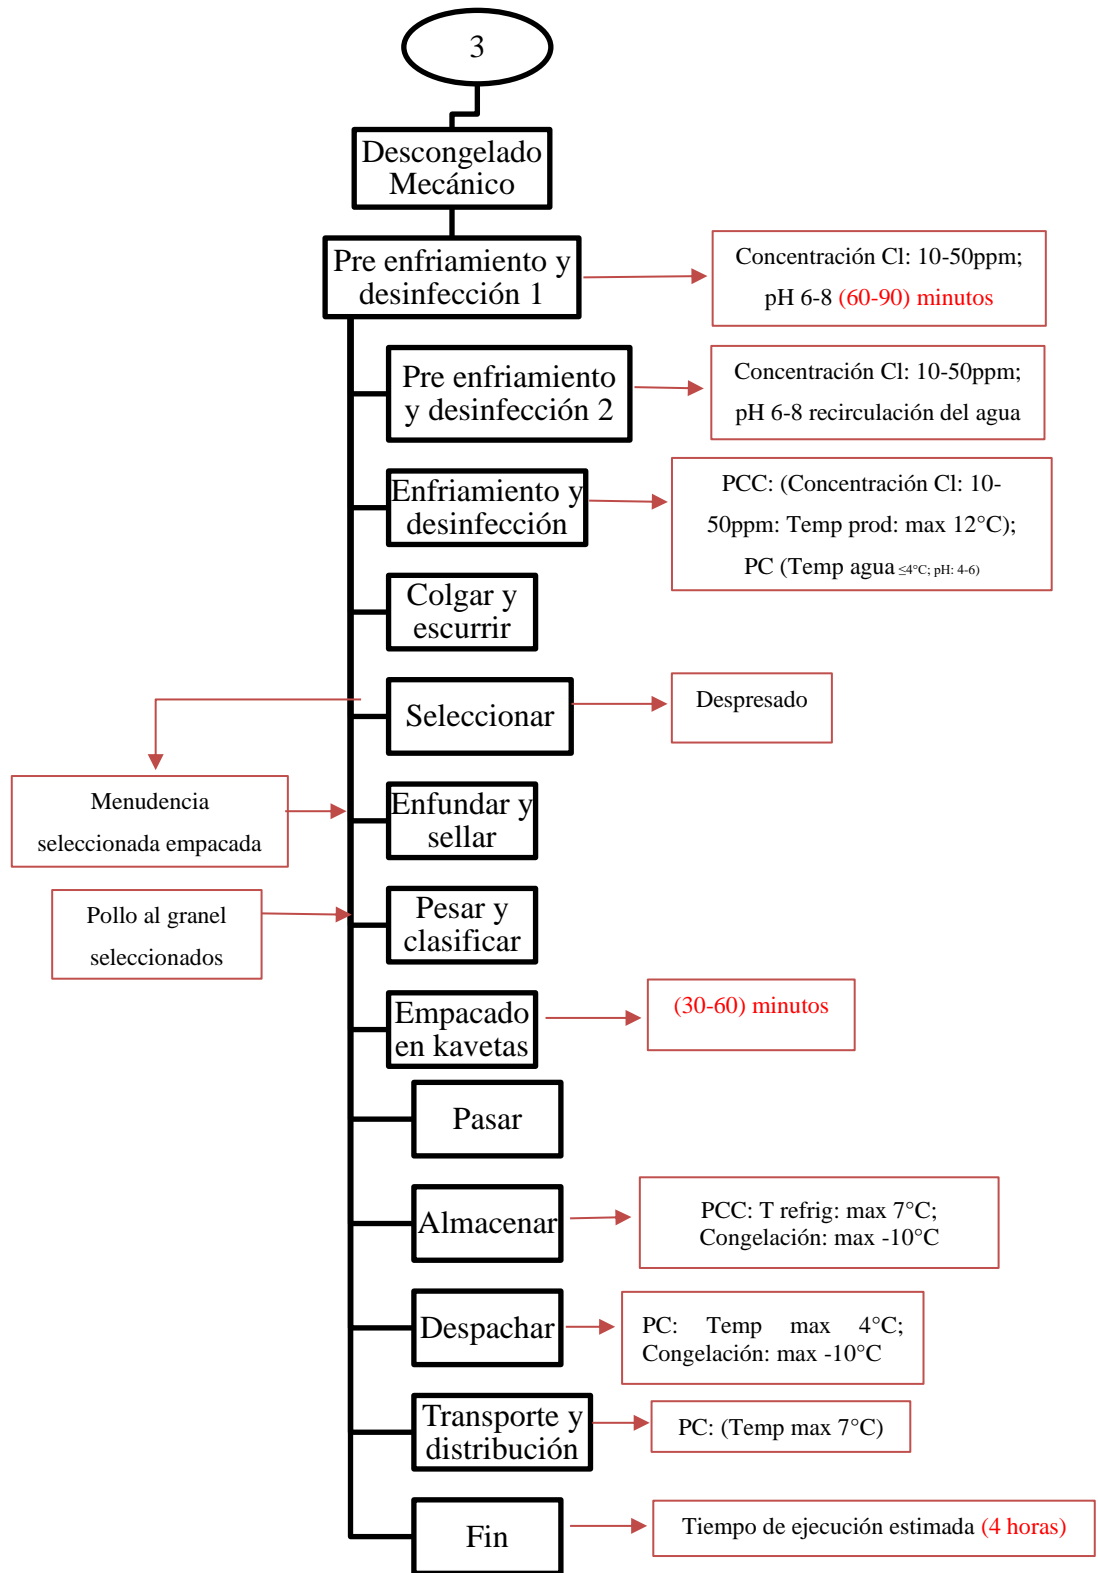 3
Descongelado
Mecánico
Pre enfriamiento y
desinfección 1
Concentración Cl: 10-50ppm;
pH 6-8 (60-90) minutos
Pre enfriamiento
y desinfección 2
Concentración Cl: 10-50ppm;
pH 6-8 recirculación del agua
Enfriamiento y
desinfección
PCC: (Concentración Cl: 10-
50ppm: Temp prod: max 12°C);
PC (Temp agua ≤4°C; pH: 4-6)
Colgar y
escurrir
Seleccionar
Despresado
Menudencia
seleccionada empacada
Enfundar y
sellar
Pollo al granel
seleccionados
Pesar y
clasificar
Empacado
en kavetas
(30-60) minutos
Pasar
Almacenar
PCC: T refrig: max 7°C;
Congelación: max -10°C
Despachar
PC: Temp max 4°C;
Congelación: max -10°C
Transporte y
distribución
PC: (Temp max 7°C)
Fin
Tiempo de ejecución estimada (4 horas)